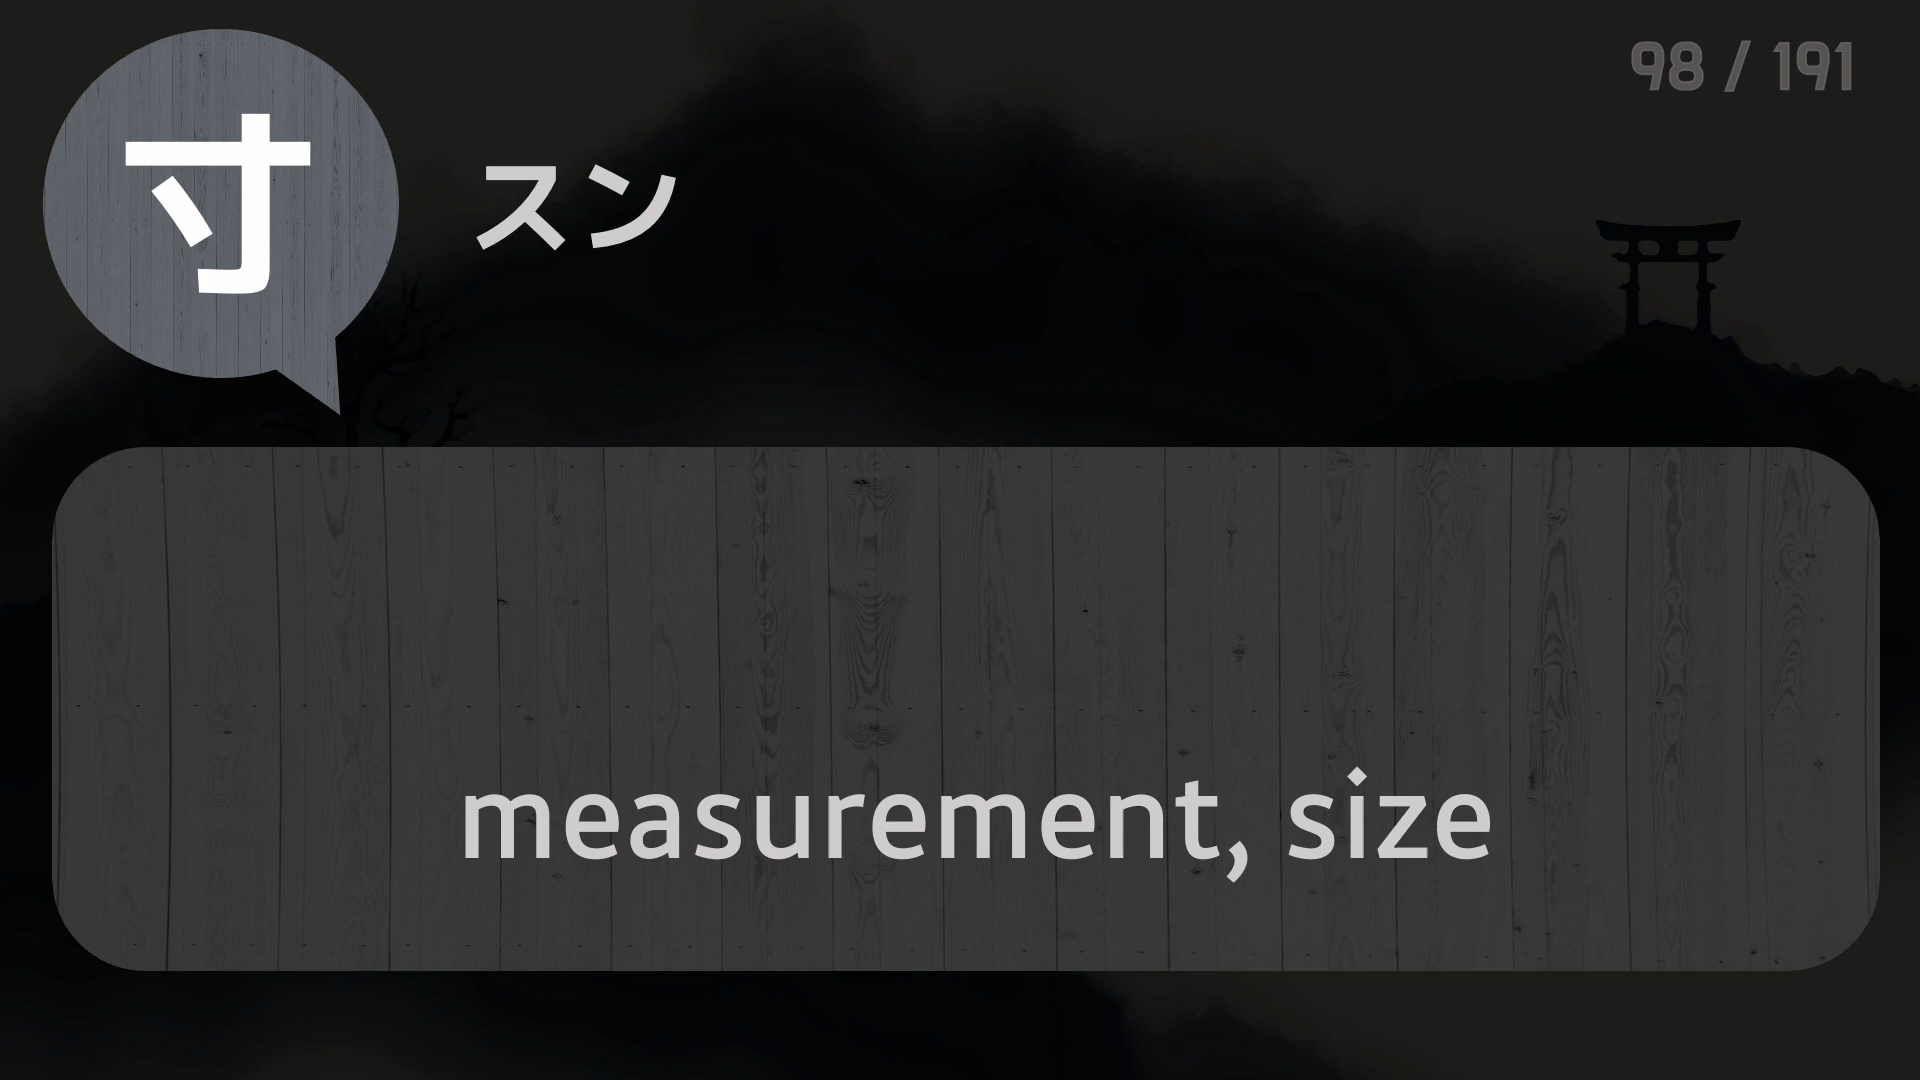 寸
スン
98 / 191
measurement, size